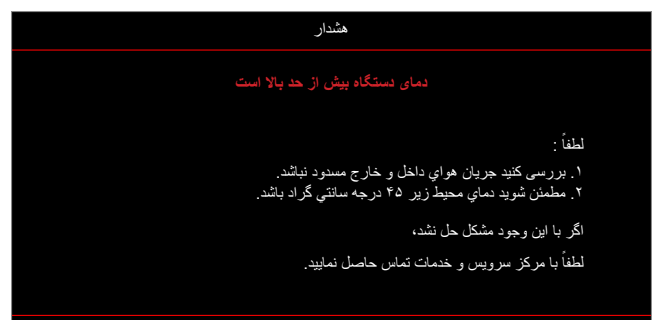 هشدار
دمای دستگاه بیش از حد بالا است
لطفاً :
۱. بررسی کنید جریان هواي داخل و خارج مسدود نباشد.
۲. مطمئن شوید دماي محیط زیر ۴۵ درجه سانتي گراد باشد.
اگر با این وجود مشکل حل نشد،
لطفاً با مرکز سرویس و خدمات تماس حاصل نمایید.